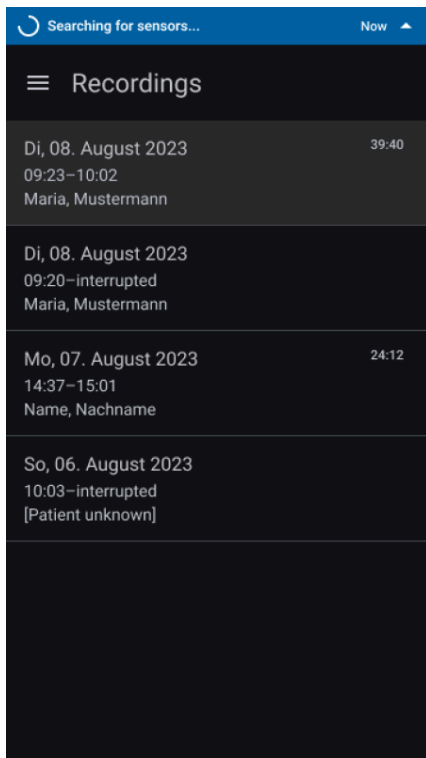 Searching for sensors... Now
Recordings
Di, 08. August 2023 39:40
09:23–10:02
Maria, Mustermann
Di, 08. August 2023
09:20–interrupted
Maria, Mustermann
Mo, 07. August 2023 24:12
14:37–15:01
Name, Nachname
So, 06. August 2023
10:03–interrupted
[Patient unknown]